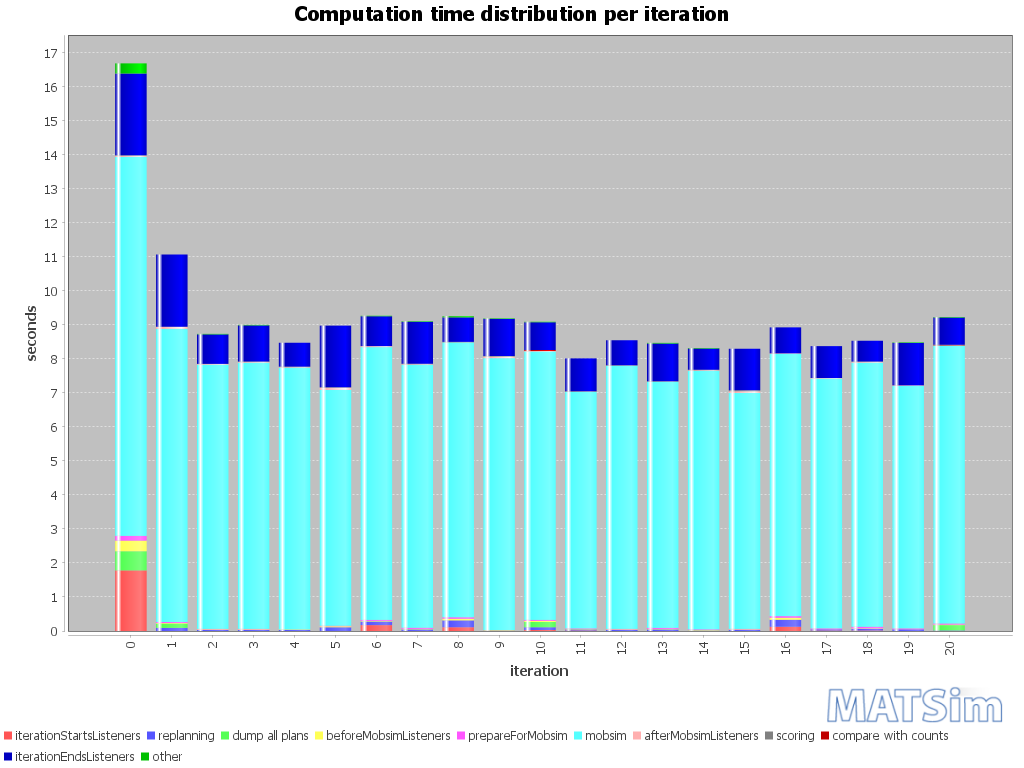 Computation time distribution per iteration
17
16
15
14
13
12
11
10
9
8
7
6
5
4
3
2
1
0
seconds
0 1 2 3 4 5 6 7 8 9 10 11 12 13 14 15 16 17 18 19 20
iteration
MATSim
iterationStartsListeners replanning dump all plans beforeMobsimListeners prepareForMobsim mobsim afterMobsimListeners scoring compare with counts
iterationEndsListeners other